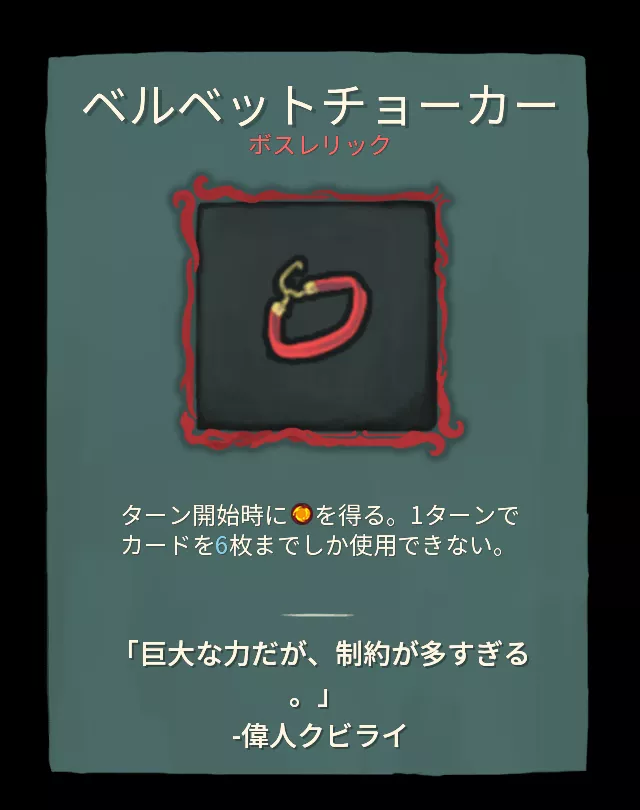 ベルベットチョーカー
ボスレリック
ターン開始時にを得る。1ターンで
カードを6枚までしか使用できない。
「巨大な力だが、制約が多すぎる
。」
-偉人クビライ